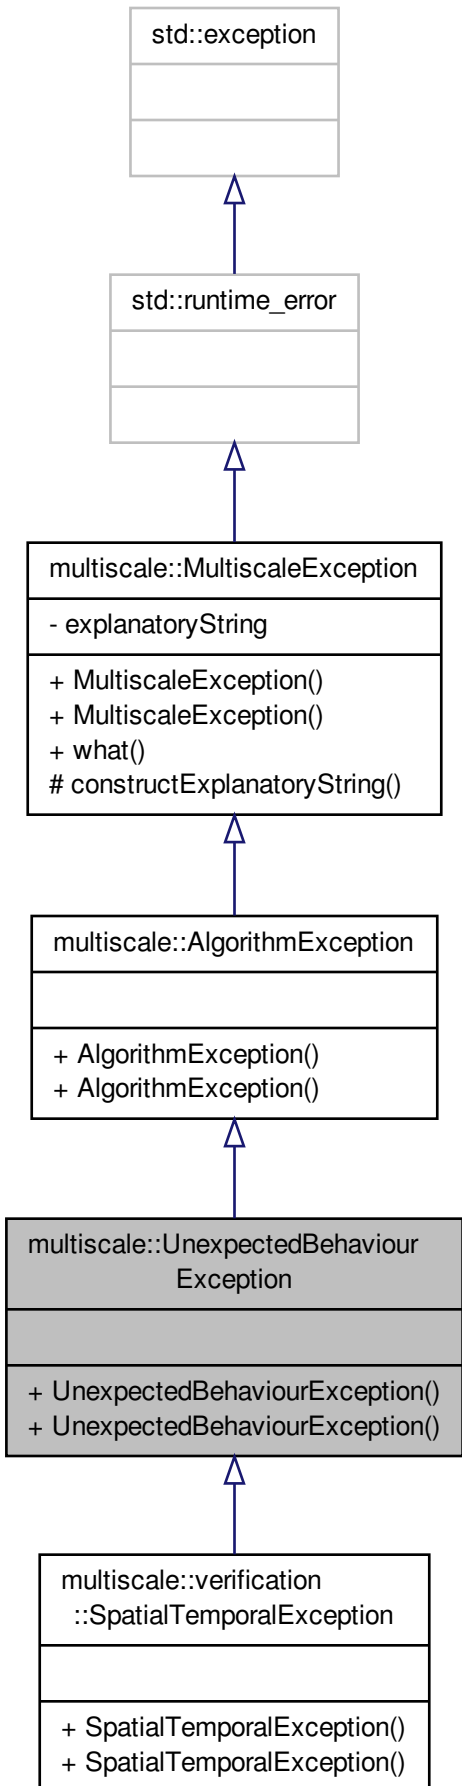 std::exception
std::runtime_error
multiscale::MultiscaleException
- explanatoryString
+ MultiscaleException()
+ MultiscaleException()
+ what()
# constructExplanatoryString()
multiscale::AlgorithmException
+ AlgorithmException()
+ AlgorithmException()
multiscale::UnexpectedBehaviour
Exception
+ UnexpectedBehaviourException()
+ UnexpectedBehaviourException()
multiscale::verification
::SpatialTemporalException
+ SpatialTemporalException()
+ SpatialTemporalException()